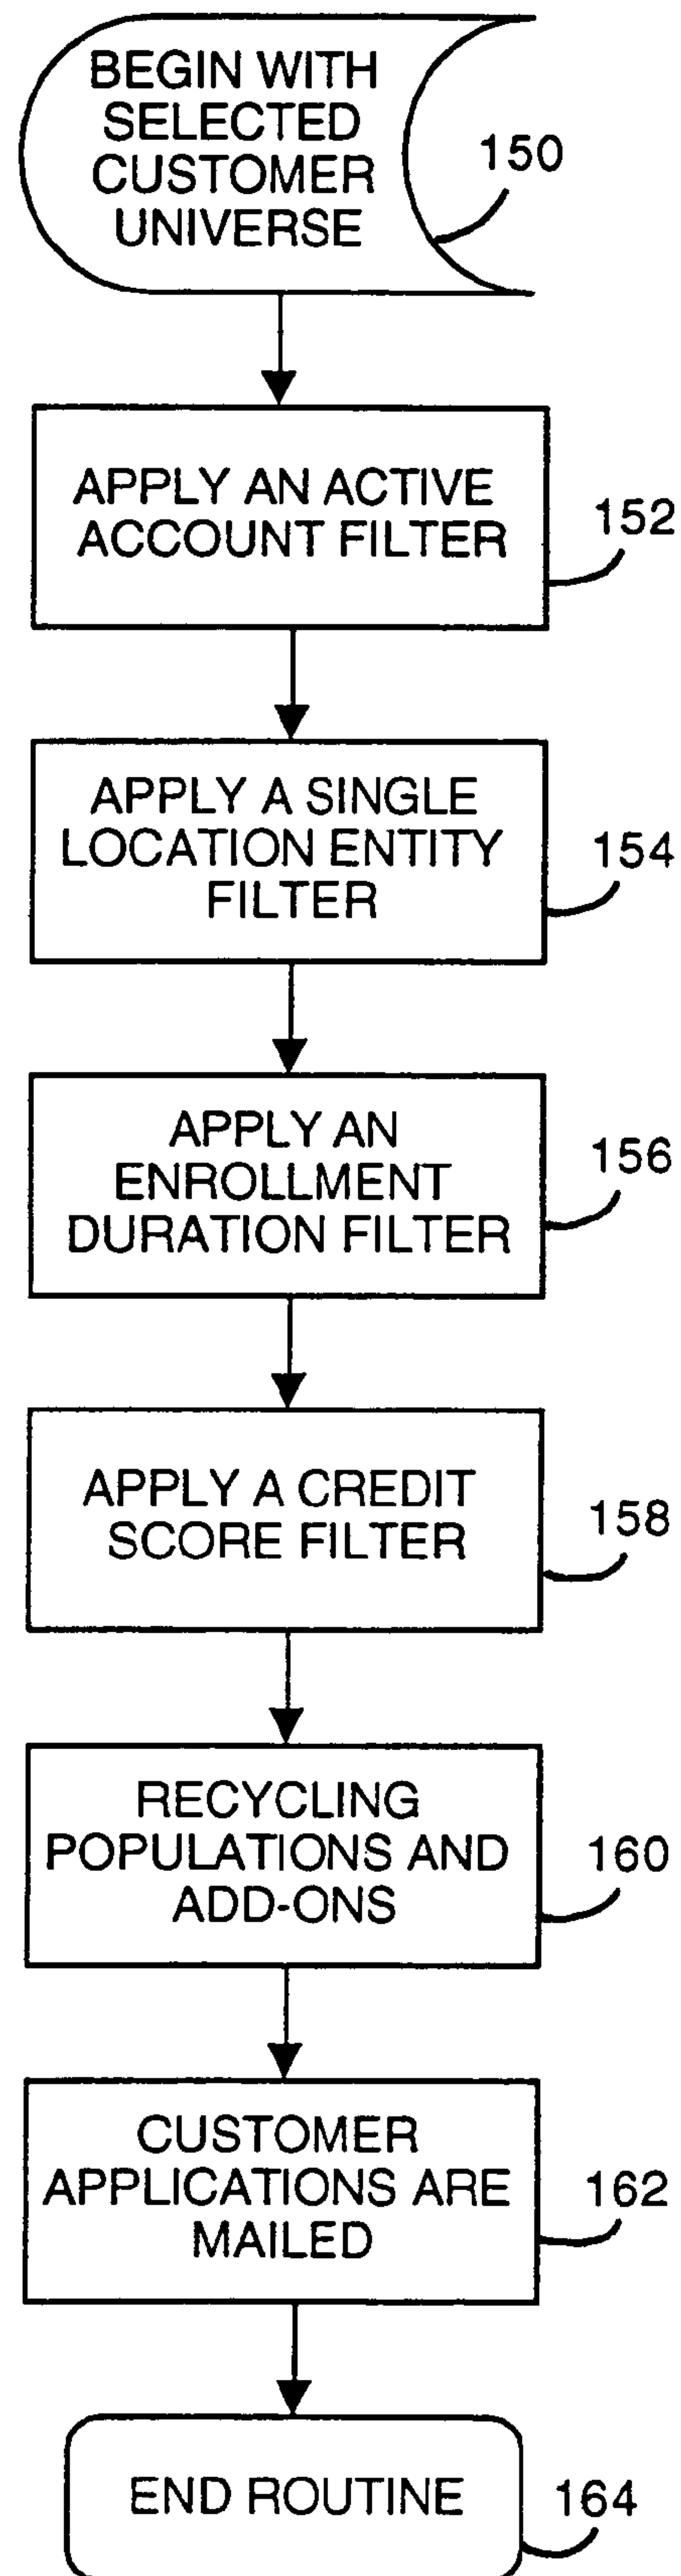 BEGIN WITH
SELECTED
CUSTOMER
UNIVERSE
150
APPLY AN ACTIVE
ACCOUNT FILTER
152
APPLY A SINGLE
LOCATION ENTITY
FILTER
154
APPLY AN
ENROLLMENT
DURATION FILTER
156
APPLY A CREDIT
SCORE FILTER
158
RECYCLING
POPULATIONS AND
ADD-ONS
160
CUSTOMER
APPLICATIONS ARE
MAILED
162
END ROUTINE
164